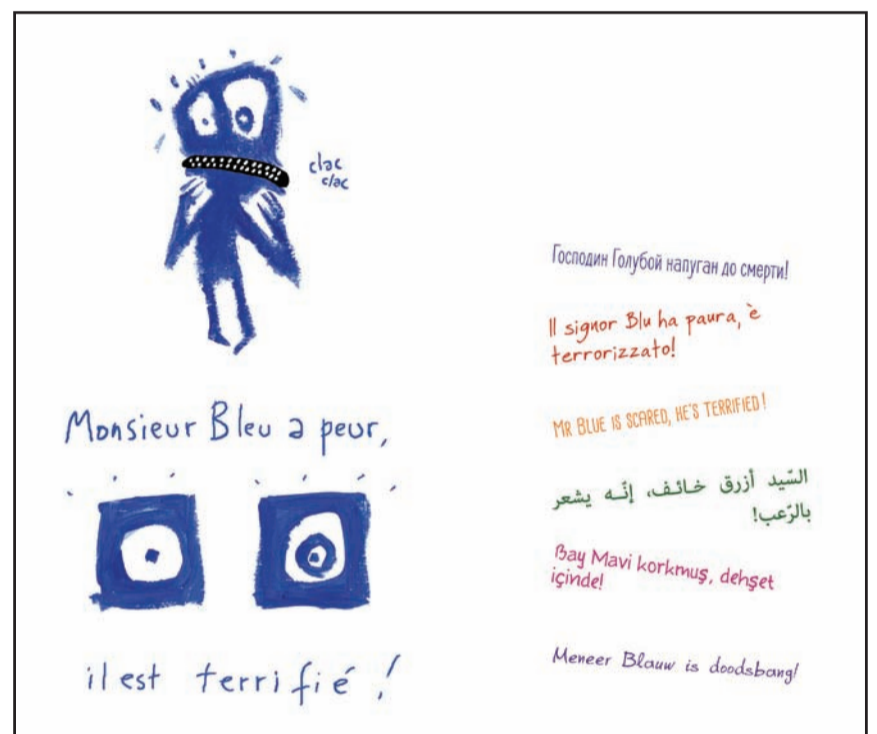 clac
clac
Monsieur Bleu a peur,
il est terrifié !
Господин Голубой напуган до смерти!
Il signor Blu ha paura, è
terrorizzato!
MR BLUE IS SCARED, HE'S TERRIFIED!
السّيد أزرق خائف، إنّه يشعر
بالرّعب!
Bay Mavi korkmuş, dehşet
içinde!
Meneer Blauw is doodsbang!